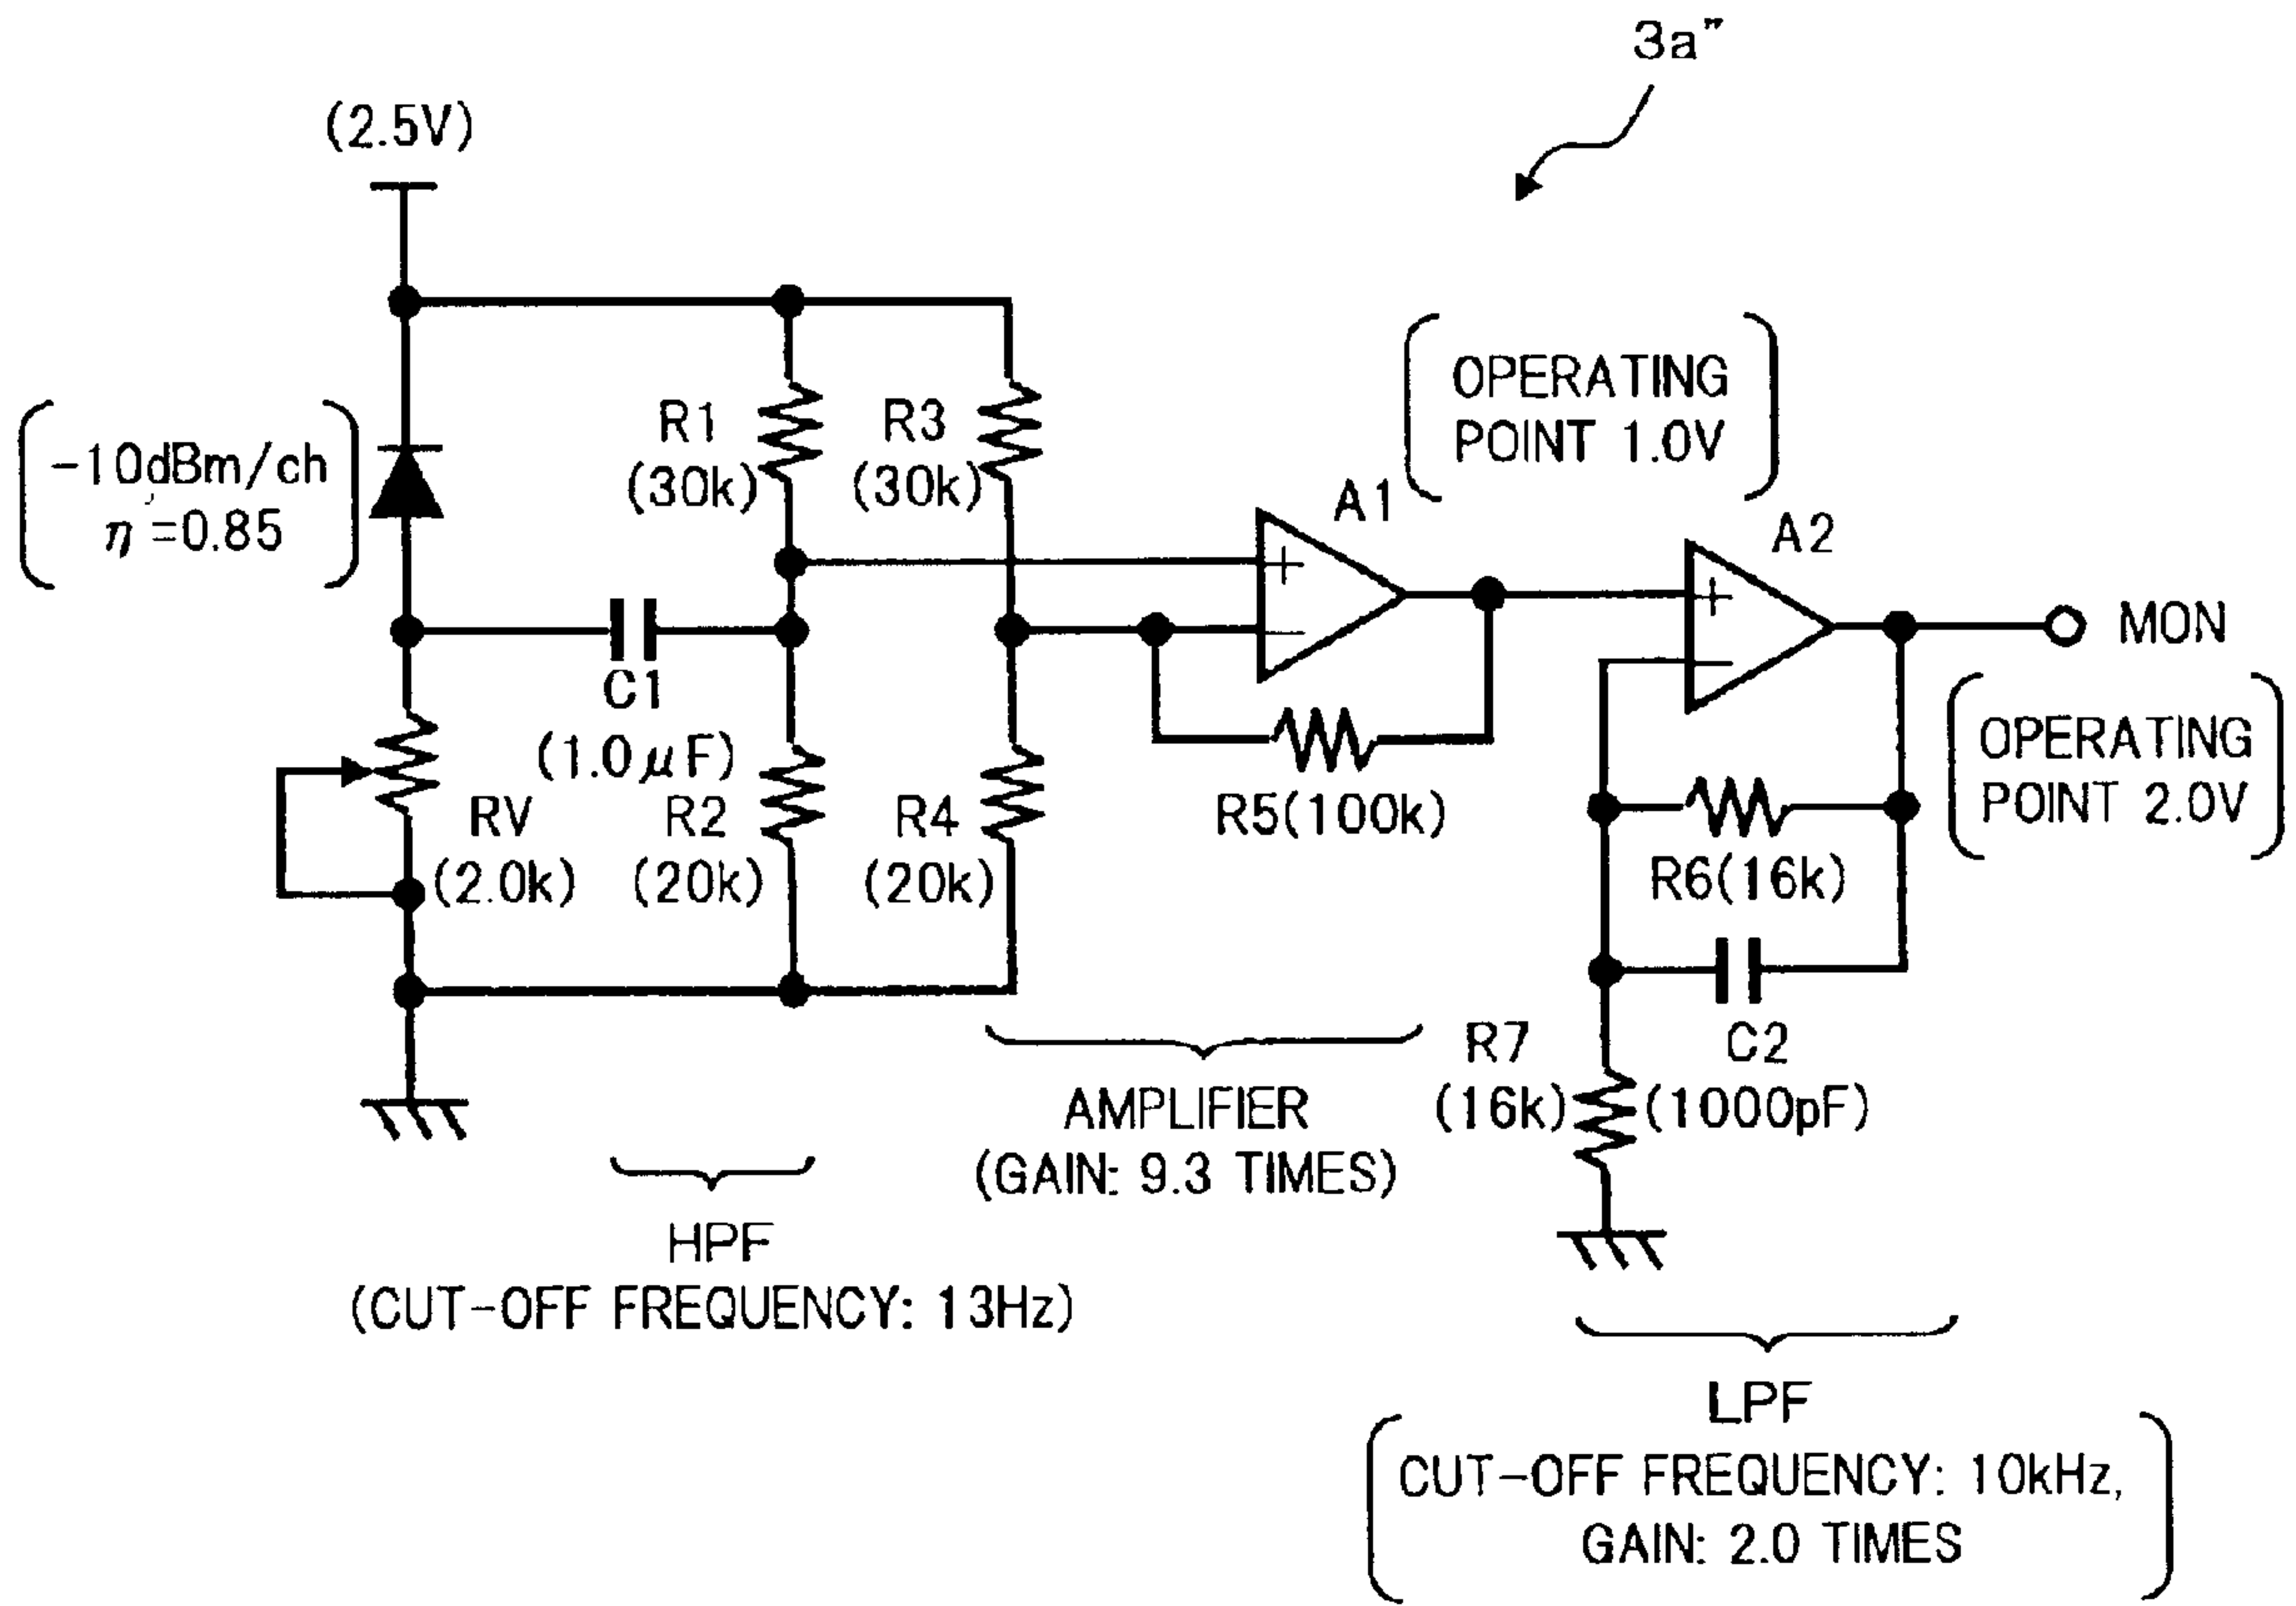 3a”
(2.5V)
-10dBm/ch
η=0.85
R1
(30k)
R3
(30k)
OPERATING
POINT 1.0V
A1
+
−
A2
+
−
MON
C1
(1.0μF)
RV
(2.0k)
R2
(20k)
R4
(20k)
R5(100k)
OPERATING
POINT 2.0V
R6(16k)
C2
(1000pF)
R7
(16k)
AMPLIFIER
(GAIN: 9.3 TIMES)
HPF
(CUT-OFF FREQUENCY: 13Hz)
LPF
CUT-OFF FREQUENCY: 10kHz,
GAIN: 2.0 TIMES